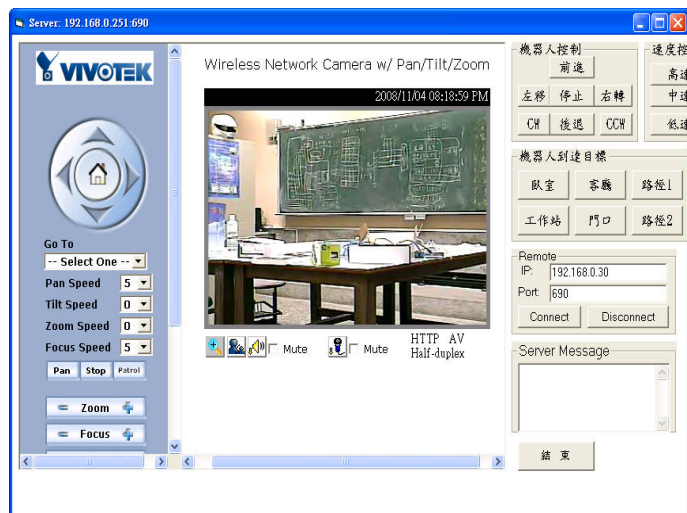 Server: 192.168.0.251:690
VIVOTEK
Go To
-- Select One --
Pan Speed 5
Tilt Speed 0
Zoom Speed 0
Focus Speed 5
Pan Stop Patrol
Zoom
Focus
Wireless Network Camera w/ Pan/Tilt/Zoom
2008/11/04 08:18:59 PM
Mute
Mute
HTTP AV
Half-duplex
機器人控制
前進
左移 停止 右轉
CW 後退 CCW
速度控
高速
中速
低速
機器人到達目標
臥室 客廳 路徑1
工作站 門口 路徑2
Remote
IP: 192.168.0.30
Port: 690
Connect Disconnect
Server Message
結 束